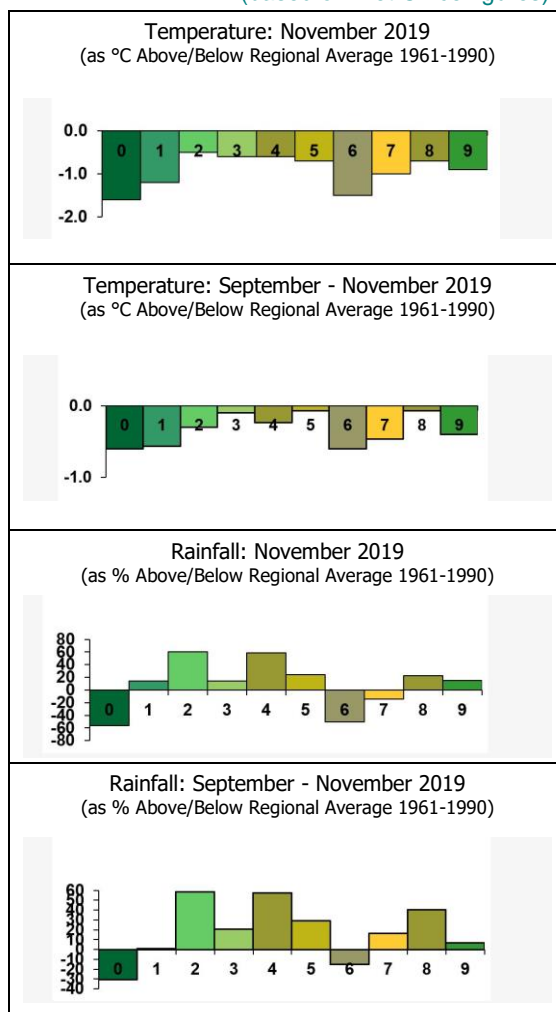 Temperature: November 2019
(as °C Above/Below Regional Average 1961-1990)
0.0
0 1 2 3 4 5 6 7 8 9
-1.0
-2.0
Temperature: September - November 2019
(as °C Above/Below Regional Average 1961-1990)
0.0
0 1 2 3 4 5 6 7 8 9
-1.0
Rainfall: November 2019
(as % Above/Below Regional Average 1961-1990)
80
60
40
20
0
-20
0 1 2 3 4 5 6 7 8 9
-40
-60
-80
Rainfall: September - November 2019
(as % Above/Below Regional Average 1961-1990)
60
50
40
30
20
10
0
-10
0 1 2 3 4 5 6 7 8 9
-20
-30
-40